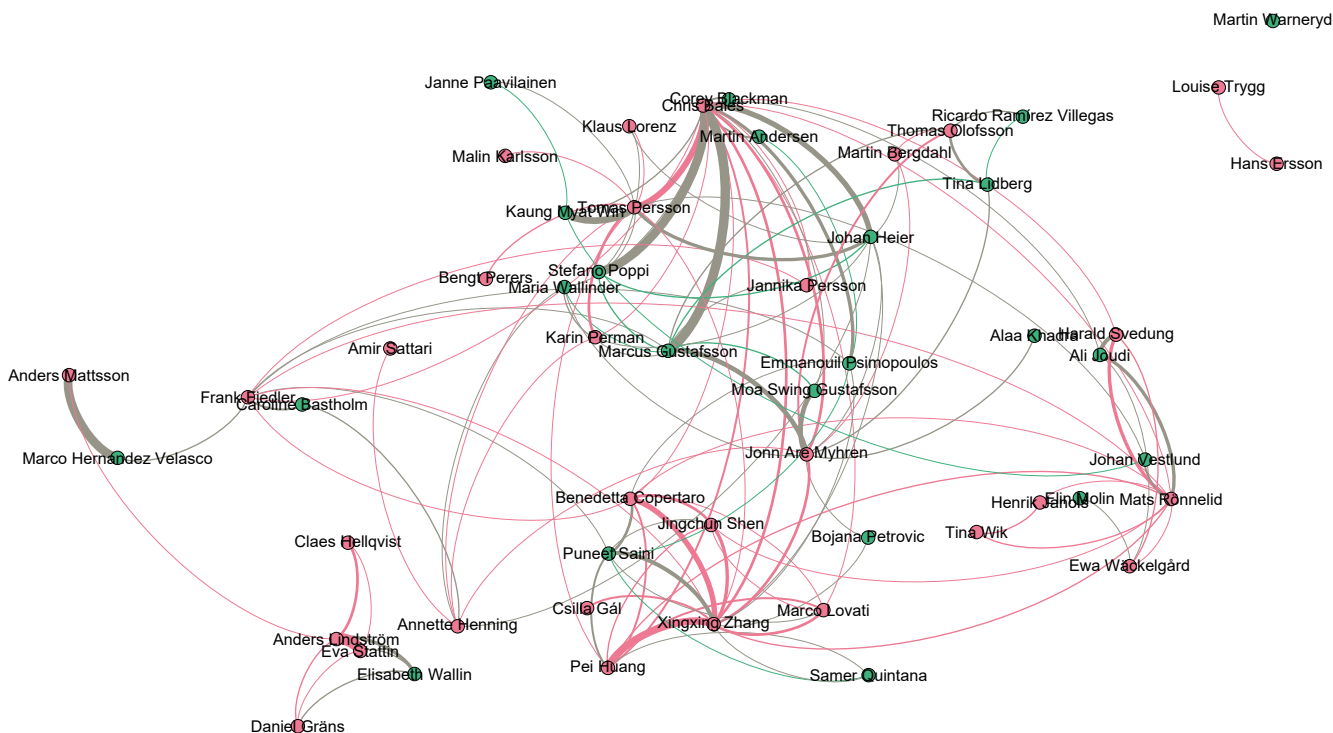 Martin Warneryd
Janne Paavilainen
Louise Trygg
Corey Blackman
Chris Bales
Ricardo Ramírez Villegas
Klaus Lorenz
Thomas Olofsson
Martin Andersen
Martin Bergdahl
Malin Karlsson
Hans Ersson
Tina Lidberg
Kaung Myat Win
Tomas Persson
Johan Heier
Stefano Poppi
Bengt Perers
Maria Wallinder
Jannika Persson
Karin Perman
Alaa Khadra
Harald Svedung
Amir Sattari
Marcus Gustafsson
Ali Joudi
Emmanouil Psimopoulos
Anders Mattsson
Moa Swing Gustafsson
Frank Fiedler
Caroline Bastholm
Jonn Are Myhren
Marco Hernandez Velasco
Johan Vestlund
Benedetta Copertaro
Henrik Janols
Elin Molin
Mats Rönnelid
Jingchun Shen
Tina Wik
Bojana Petrovic
Claes Hellqvist
Puneet Saini
Ewa Wäckelgård
Csilla Gál
Marco Lovati
Annette Henning
Xingxing Zhang
Anders Lindström
Eva Stattin
Pei Huang
Elisabeth Wallin
Samer Quintana
Daniel Gräns